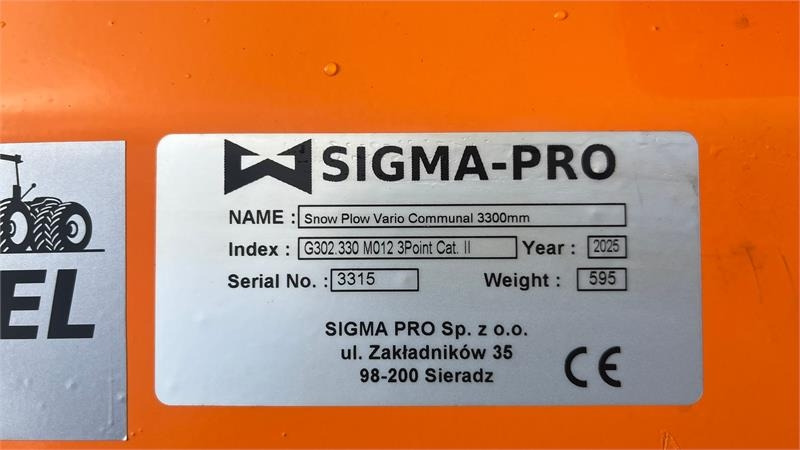 SIGMA-PRO
NAME : Snow Plow Vario Communal 3300mm
Index : G302.330 M012 3Point Cat. II Year : 2025
Serial No. : 3315 Weight : 595
SIGMA PRO Sp. z o.o.
ul. Zakładników 35
98-200 Sieradz
CE
EL